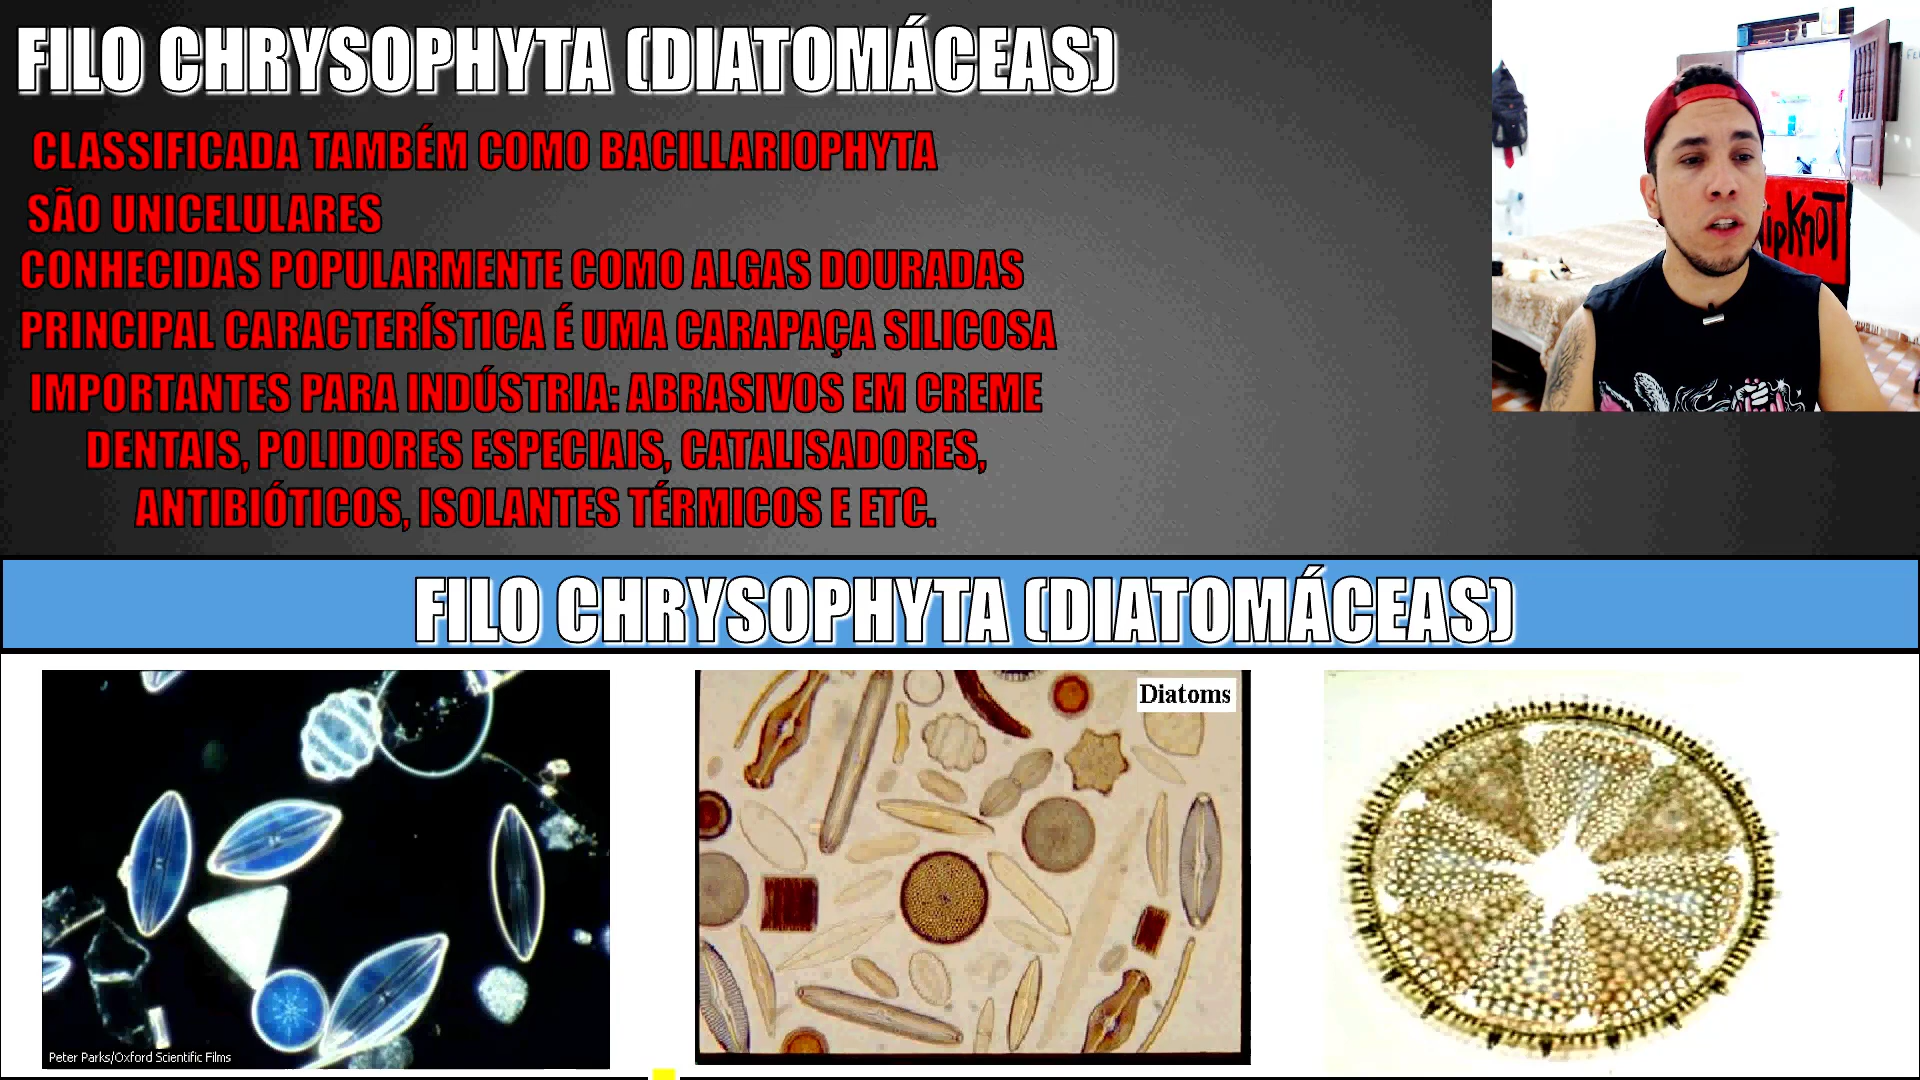 FILO CHRYSOPHYTA (DIATOMÁCEAS)
CLASSIFICADA TAMBÉM COMO BACILLARIOPHYTA
SÃO UNICELULARES
CONHECIDAS POPULARMENTE COMO ALGAS DOURADAS
PRINCIPAL CARACTERÍSTICA É UMA CARAPAÇA SILICOSA
IMPORTANTES PARA INDÚSTRIA: ABRASIVOS EM CREME
DENTAIS, POLIDORES ESPECIAIS, CATALISADORES,
ANTIBIÓTICOS, ISOLANTES TÉRMICOS E ETC.
FILO CHRYSOPHYTA (DIATOMÁCEAS)
Diatoms
Peter Parks/Oxford Scientific Films